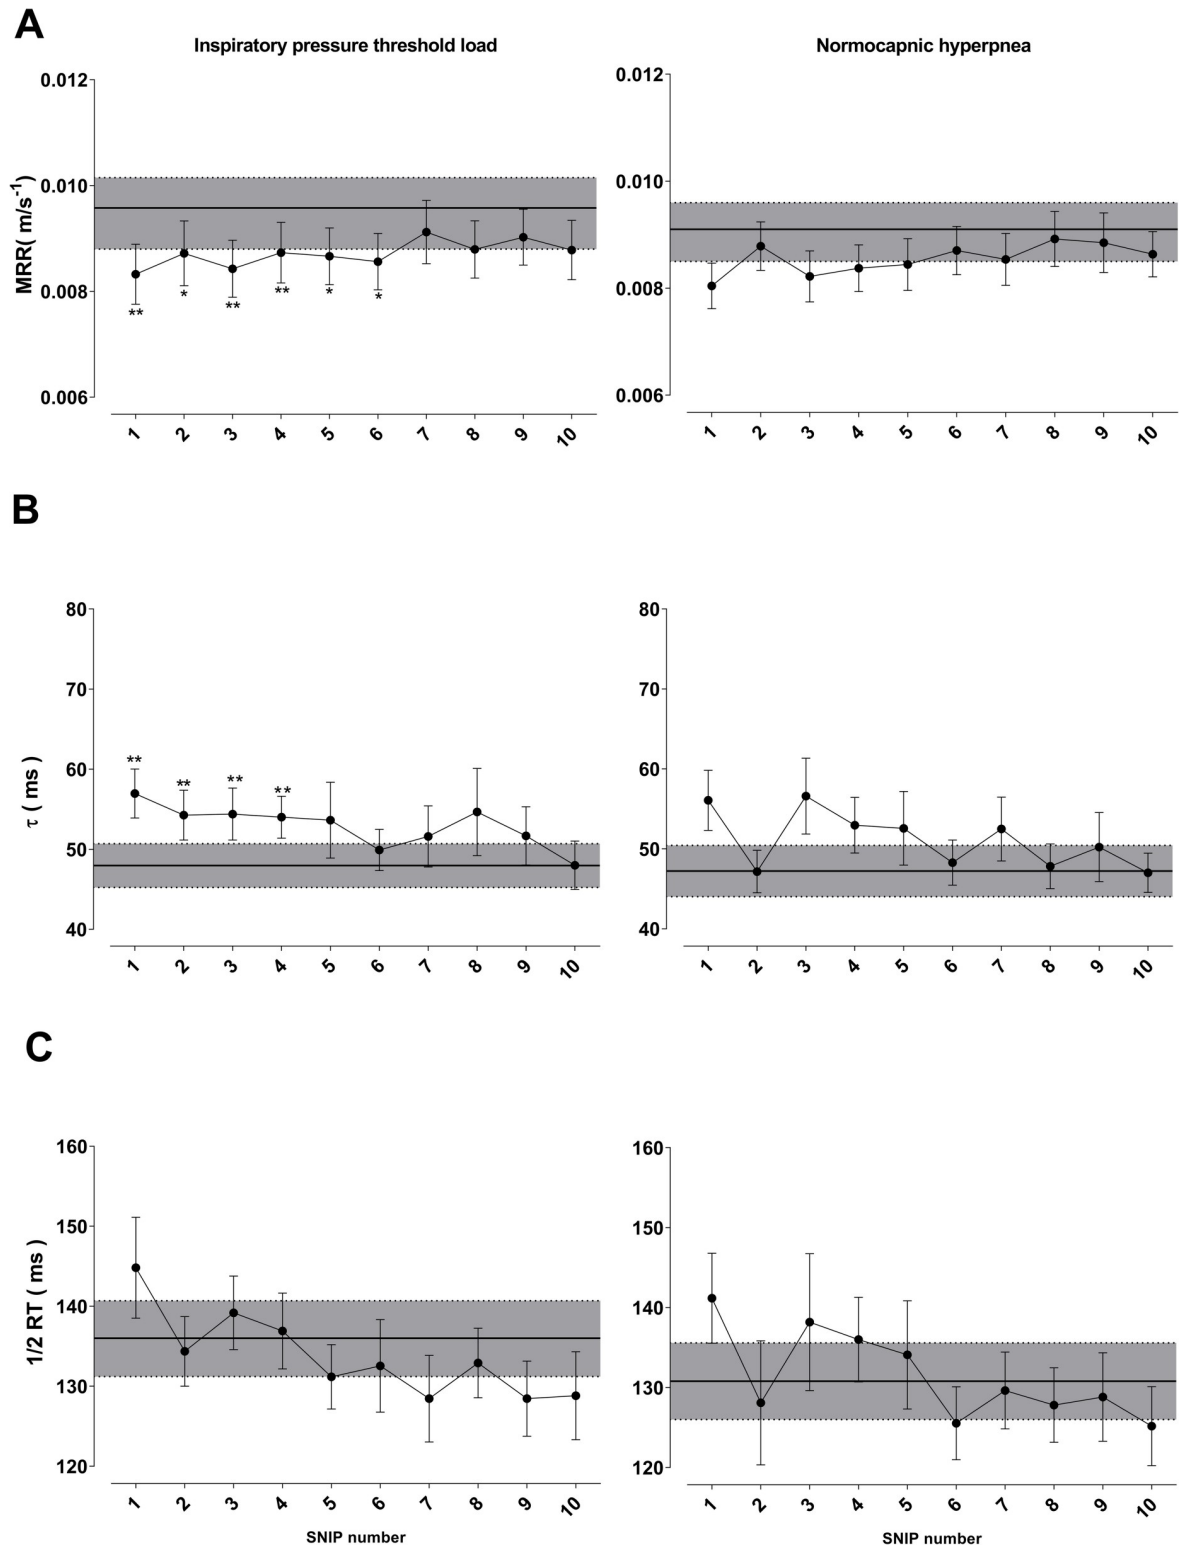 A
Inspiratory pressure threshold load
Normocapnic hyperpnea
MRR( m/s⁻¹)
0.012
0.010
0.008
0.006
** * ** ** * *
1 2 3 4 5 6 7 8 9 10
0.012
0.010
0.008
0.006
1 2 3 4 5 6 7 8 9 10
B
τ ( ms )
80
70
60
50
40
** ** ** **
1 2 3 4 5 6 7 8 9 10
80
70
60
50
40
1 2 3 4 5 6 7 8 9 10
C
1/2 RT ( ms )
160
150
140
130
120
1 2 3 4 5 6 7 8 9 10
SNIP number
160
150
140
130
120
1 2 3 4 5 6 7 8 9 10
SNIP number